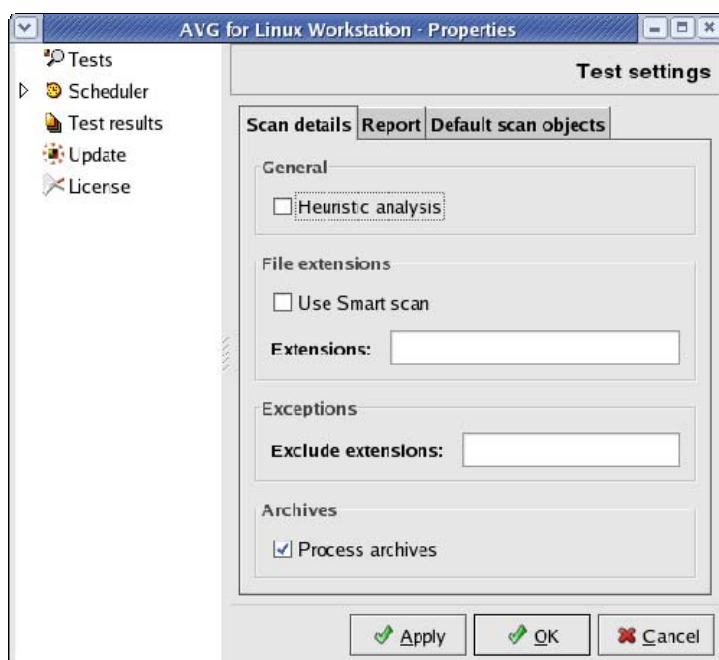 AVG for Linux Workstation - Properties
Tests
Scheduler
Test results
Update
License
Test settings
Scan details Report Default scan objects
General
Heuristic analysis
File extensions
Use Smart scan
Extensions:
Exceptions
Exclude extensions:
Archives
Process archives
Apply OK Cancel